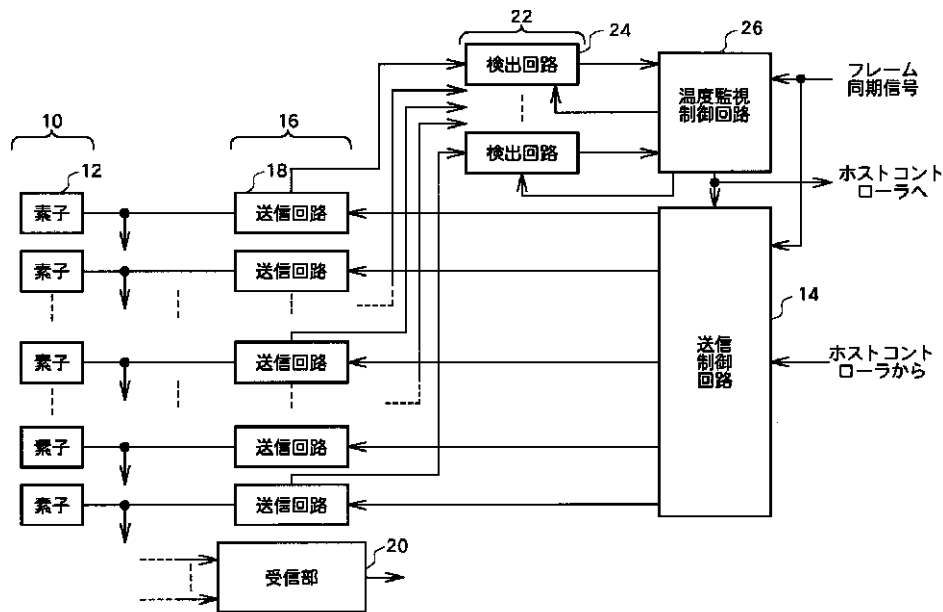 22
24
26
検出回路
温度監視
制御回路
フレーム
同期信号
10
12
16
18
検出回路
ホストコント
ローラへ
素子
送信回路
素子
送信回路
14
素子
送信回路
送信
制御
回路
ホストコント
ローラから
素子
送信回路
素子
送信回路
20
受信部